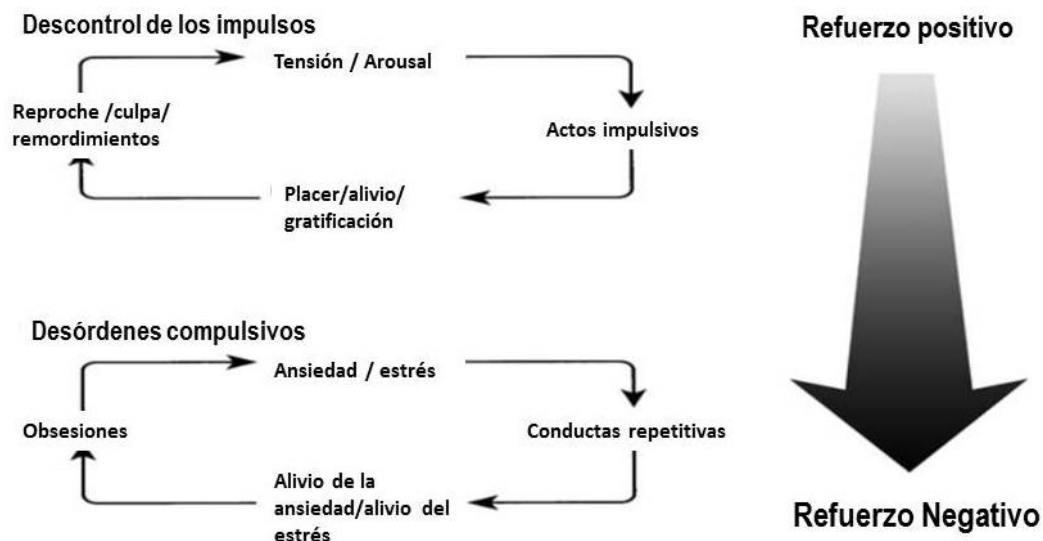 Descontrol de los impulsos
Tensión / Arousal
Reproche /culpa/
remordimientos
Actos impulsivos
Placer/alivio/
gratificación
Desórdenes compulsivos
Ansiedad / estrés
Obsesiones
Conductas repetitivas
Alivio de la
ansiedad/alivio del
estrés
Refuerzo positivo
Refuerzo Negativo